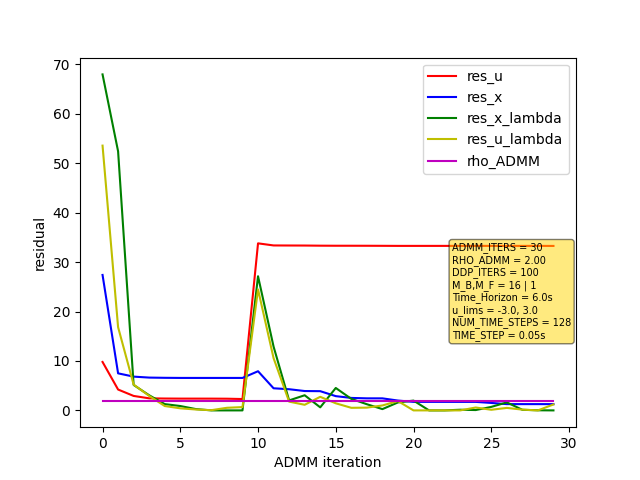 70
60
50
40
30
20
10
0
residual
0 5 10 15 20 25 30
ADMM iteration
res_u
res_x
res_x_lambda
res_u_lambda
rho_ADMM
ADMM_ITERS = 30
RHO_ADMM = 2.00
DDP_ITERS = 100
M_B,M_F = 16 | 1
Time_Horizon = 6.0s
u_lims = -3.0, 3.0
NUM_TIME_STEPS = 128
TIME_STEP = 0.05s